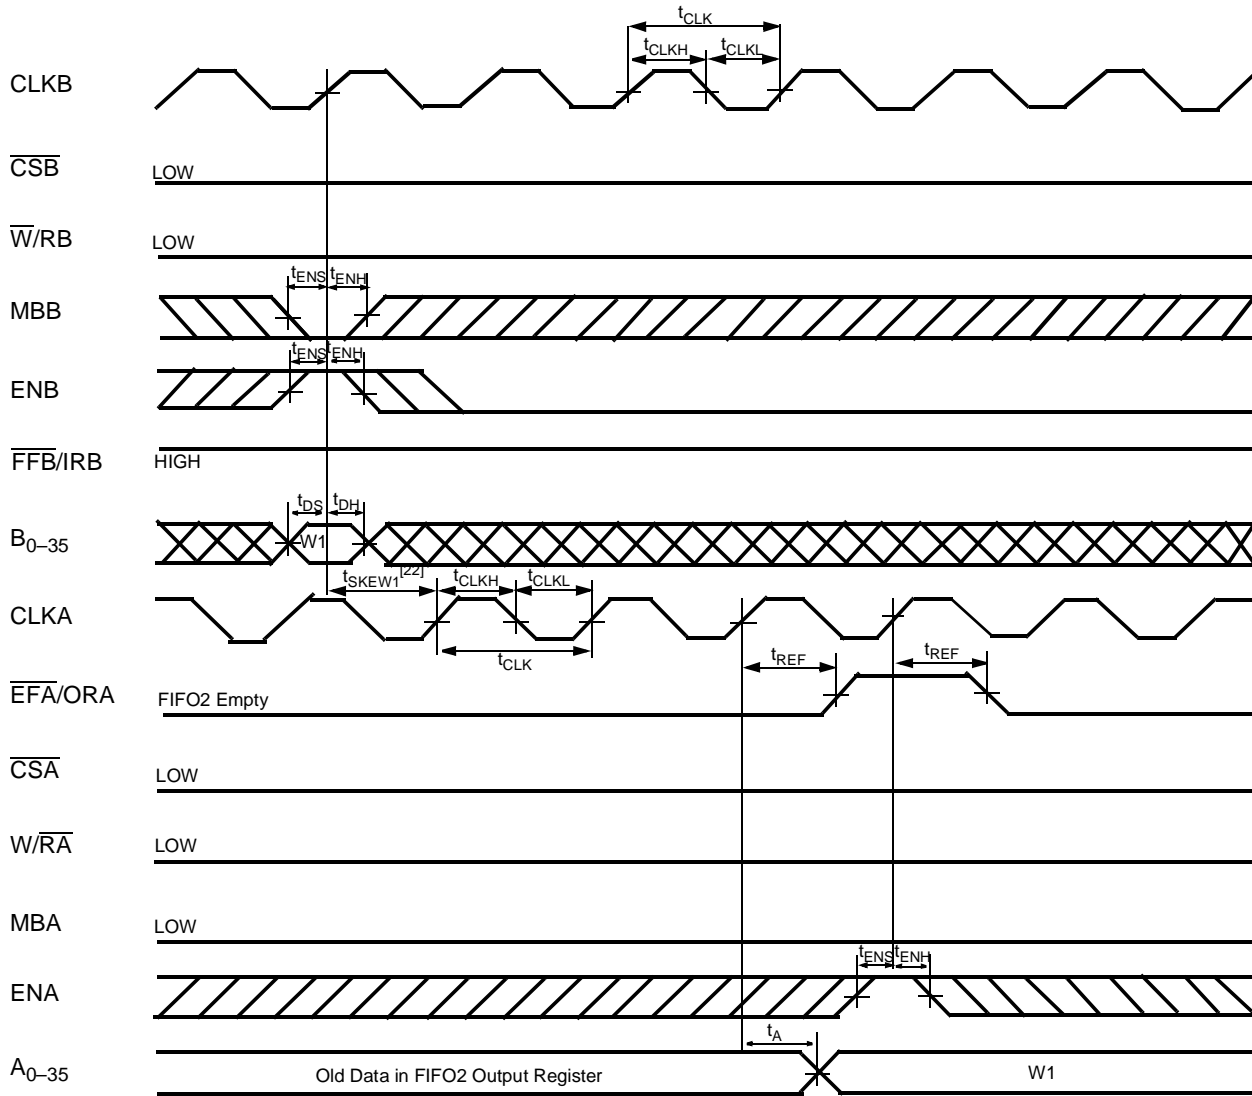 tCLK
tCLKH tCLKL
CLKB
CSB LOW
W/RB LOW
tENS tENH
MBB
tENS tENH
ENB
FFB/IRB HIGH
tDS tDH
B0–35 W1
tSKEW1[22] tCLKH tCLKL
CLKA
tCLK tREF tREF
EFA/ORA FIFO2 Empty
CSA LOW
W/RA LOW
MBA LOW
tENS tENH
ENA
tA
A0–35 Old Data in FIFO2 Output Register W1